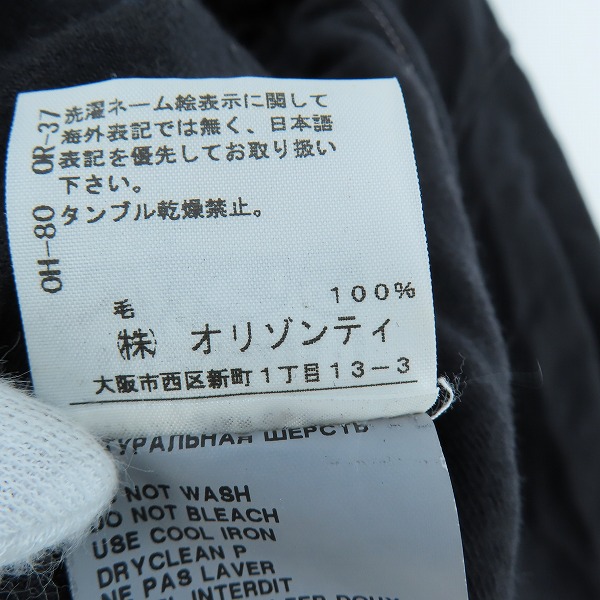 洗濯ネーム絵表示に関して
海外表記では無く、日本語
表記を優先してお取り扱い
下さい。
タンブル乾燥禁止。
OH-80 OR-37
毛 100%
㈱ オリゾンティ
大阪市西区新町1丁目13-3
ТУРАЛЬНАЯ ШЕРСТЬ
NOT WASH
DO NOT BLEACH
USE COOL IRON
DRYCLEAN P
NE PAS LAVER
INTERDIT
DOUX